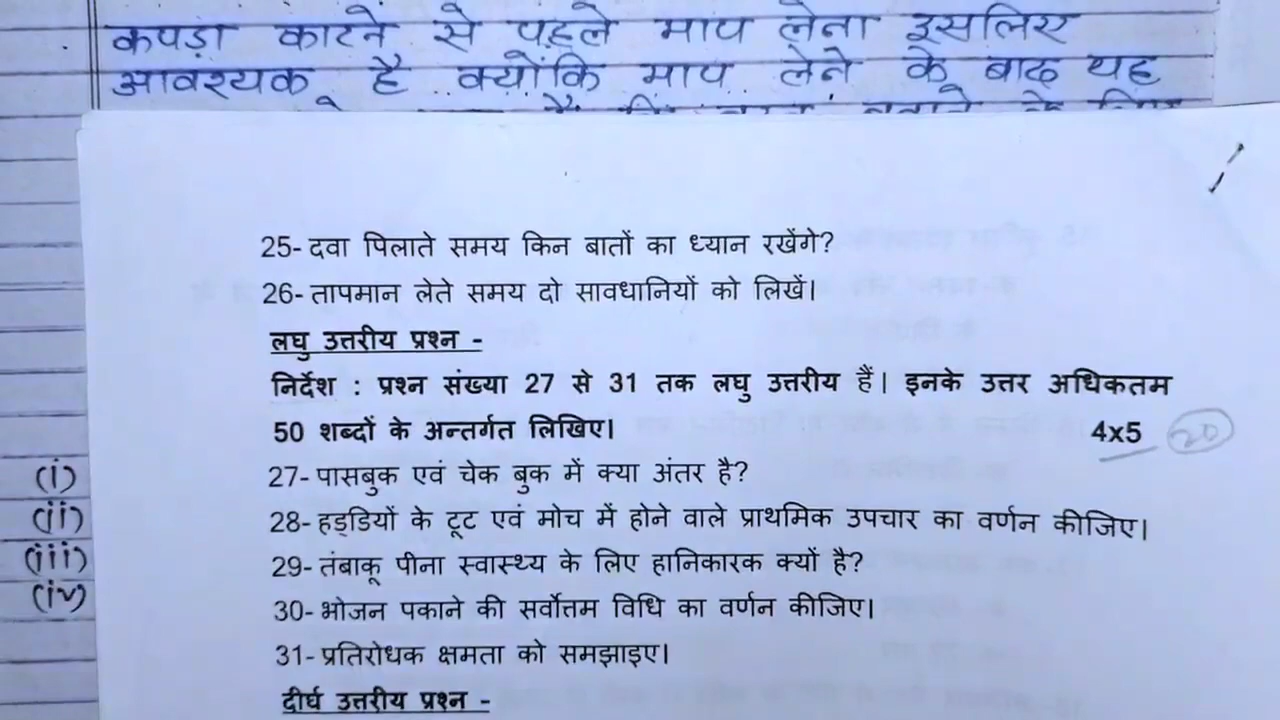 कपड़ा काटने से पहले माप लेना इसलिए
आवश्यक है क्योंकि माप लेने के बाद यह
25- दवा पिलाते समय किन बातों का ध्यान रखेंगे?
26- तापमान लेते समय दो सावधानियों को लिखें।
लघु उत्तरीय प्रश्न -
निर्देश : प्रश्न संख्या 27 से 31 तक लघु उत्तरीय हैं। इनके उत्तर अधिकतम
50 शब्दों के अन्तर्गत लिखिए। 4x5 20
(i) 27- पासबुक एवं चेक बुक में क्या अंतर है?
(ii) 28- हड्डियों के टूट एवं मोच में होने वाले प्राथमिक उपचार का वर्णन कीजिए।
(iii) 29- तंबाकू पीना स्वास्थ्य के लिए हानिकारक क्यों है?
(iv) 30- भोजन पकाने की सर्वोत्तम विधि का वर्णन कीजिए।
31- प्रतिरोधक क्षमता को समझाइए।
दीर्घ उत्तरीय प्रश्न -